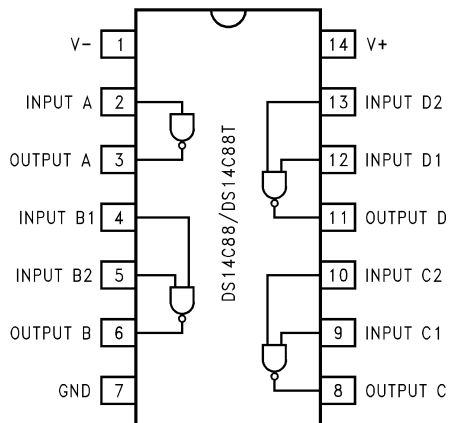 V- 1
INPUT A 2
OUTPUT A 3
INPUT B1 4
INPUT B2 5
OUTPUT B 6
GND 7
DS14C88/DS14C88T
14 V+
13 INPUT D2
12 INPUT D1
11 OUTPUT D
10 INPUT C2
9 INPUT C1
8 OUTPUT C